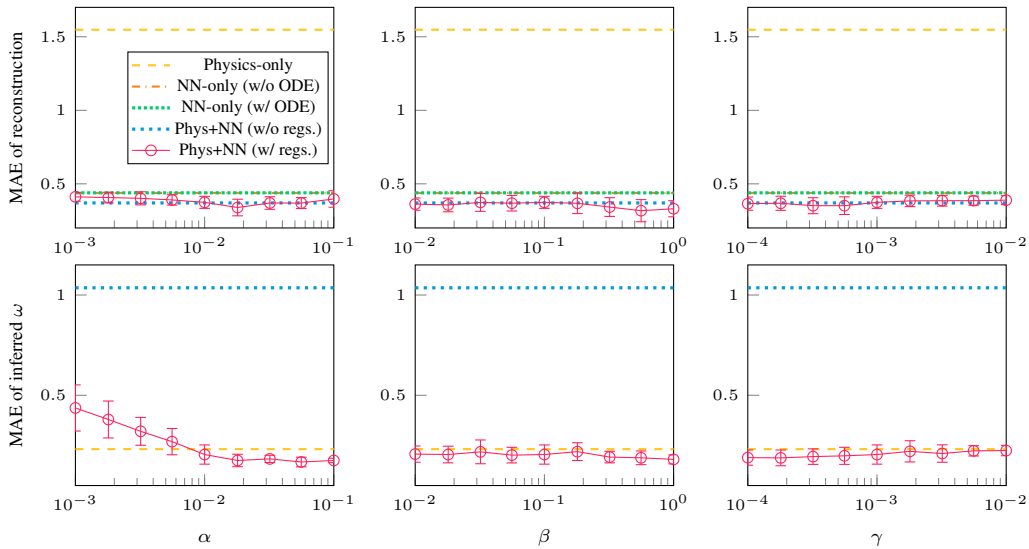 MAE of reconstruction
1.5
1
0.5
Physics-only
NN-only (w/o ODE)
NN-only (w/ ODE)
Phys+NN (w/o regs.)
Phys+NN (w/ regs.)
10⁻³ 10⁻² 10⁻¹
1.5
1
0.5
10⁻² 10⁻¹ 10⁰
1.5
1
0.5
10⁻⁴ 10⁻³ 10⁻²
MAE of inferred ω
1
0.5
10⁻³ 10⁻² 10⁻¹
α
1
0.5
10⁻² 10⁻¹ 10⁰
β
1
0.5
10⁻⁴ 10⁻³ 10⁻²
γ